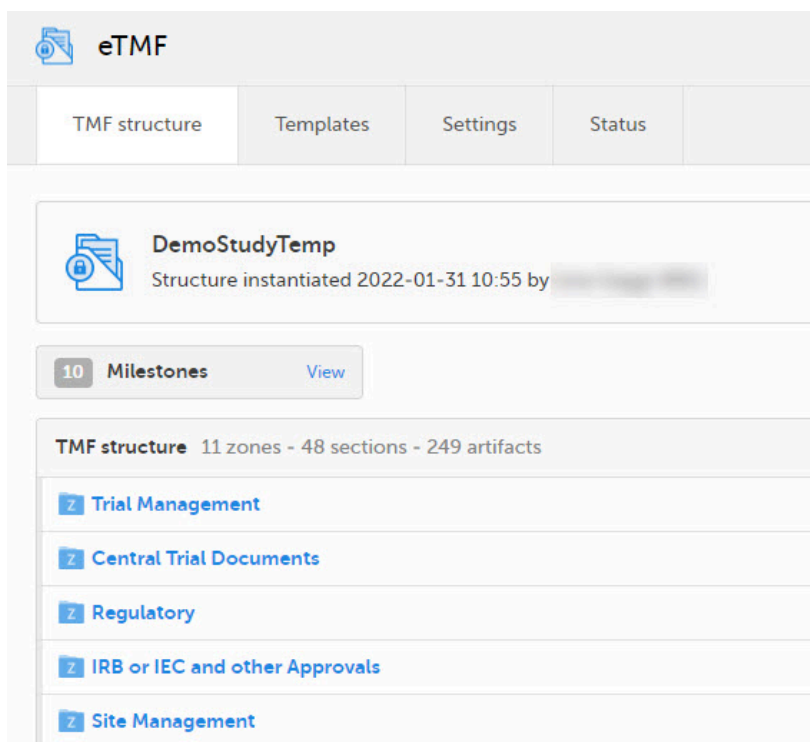 eTMF
TMF structure Templates Settings Status
DemoStudyTemp
Structure instantiated 2022-01-31 10:55 by
10 Milestones View
TMF structure 11 zones - 48 sections - 249 artifacts
Z Trial Management
Z Central Trial Documents
Z Regulatory
Z IRB or IEC and other Approvals
Z Site Management